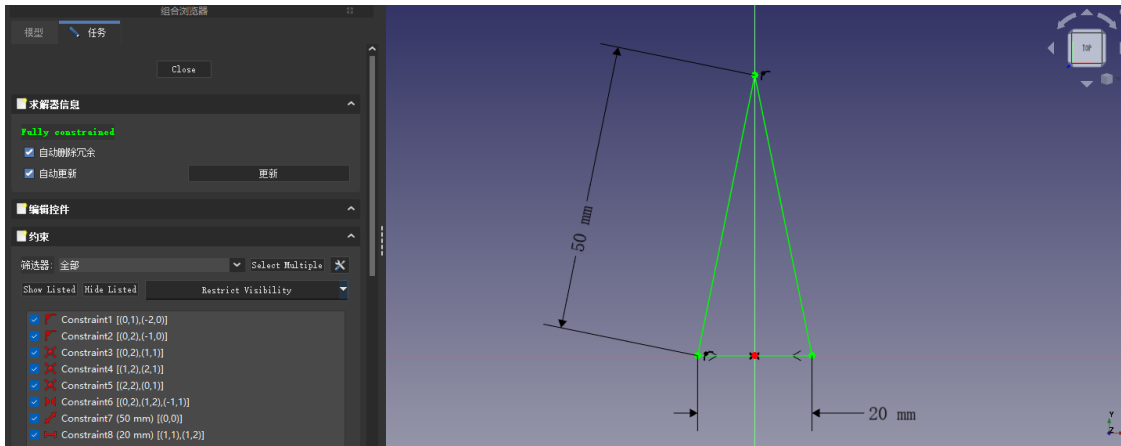 组合浏览器
模型 任务
Close
求解器信息
Fully constrained
自动删除冗余
自动更新 更新
编辑控件
约束
筛选器: 全部 Select Multiple
Show Listed Hide Listed Restrict Visibility
Constraint1 [(0,1),(-2,0)]
Constraint2 [(0,2),(-1,0)]
Constraint3 [(0,2),(1,1)]
Constraint4 [(1,2),(2,1)]
Constraint5 [(2,2),(0,1)]
Constraint6 [(0,2),(1,2),(-1,1)]
Constraint7 (50 mm) [(0,0)]
Constraint8 (20 mm) [(1,1),(1,2)]
TOP
50 mm
20 mm
Y
Z